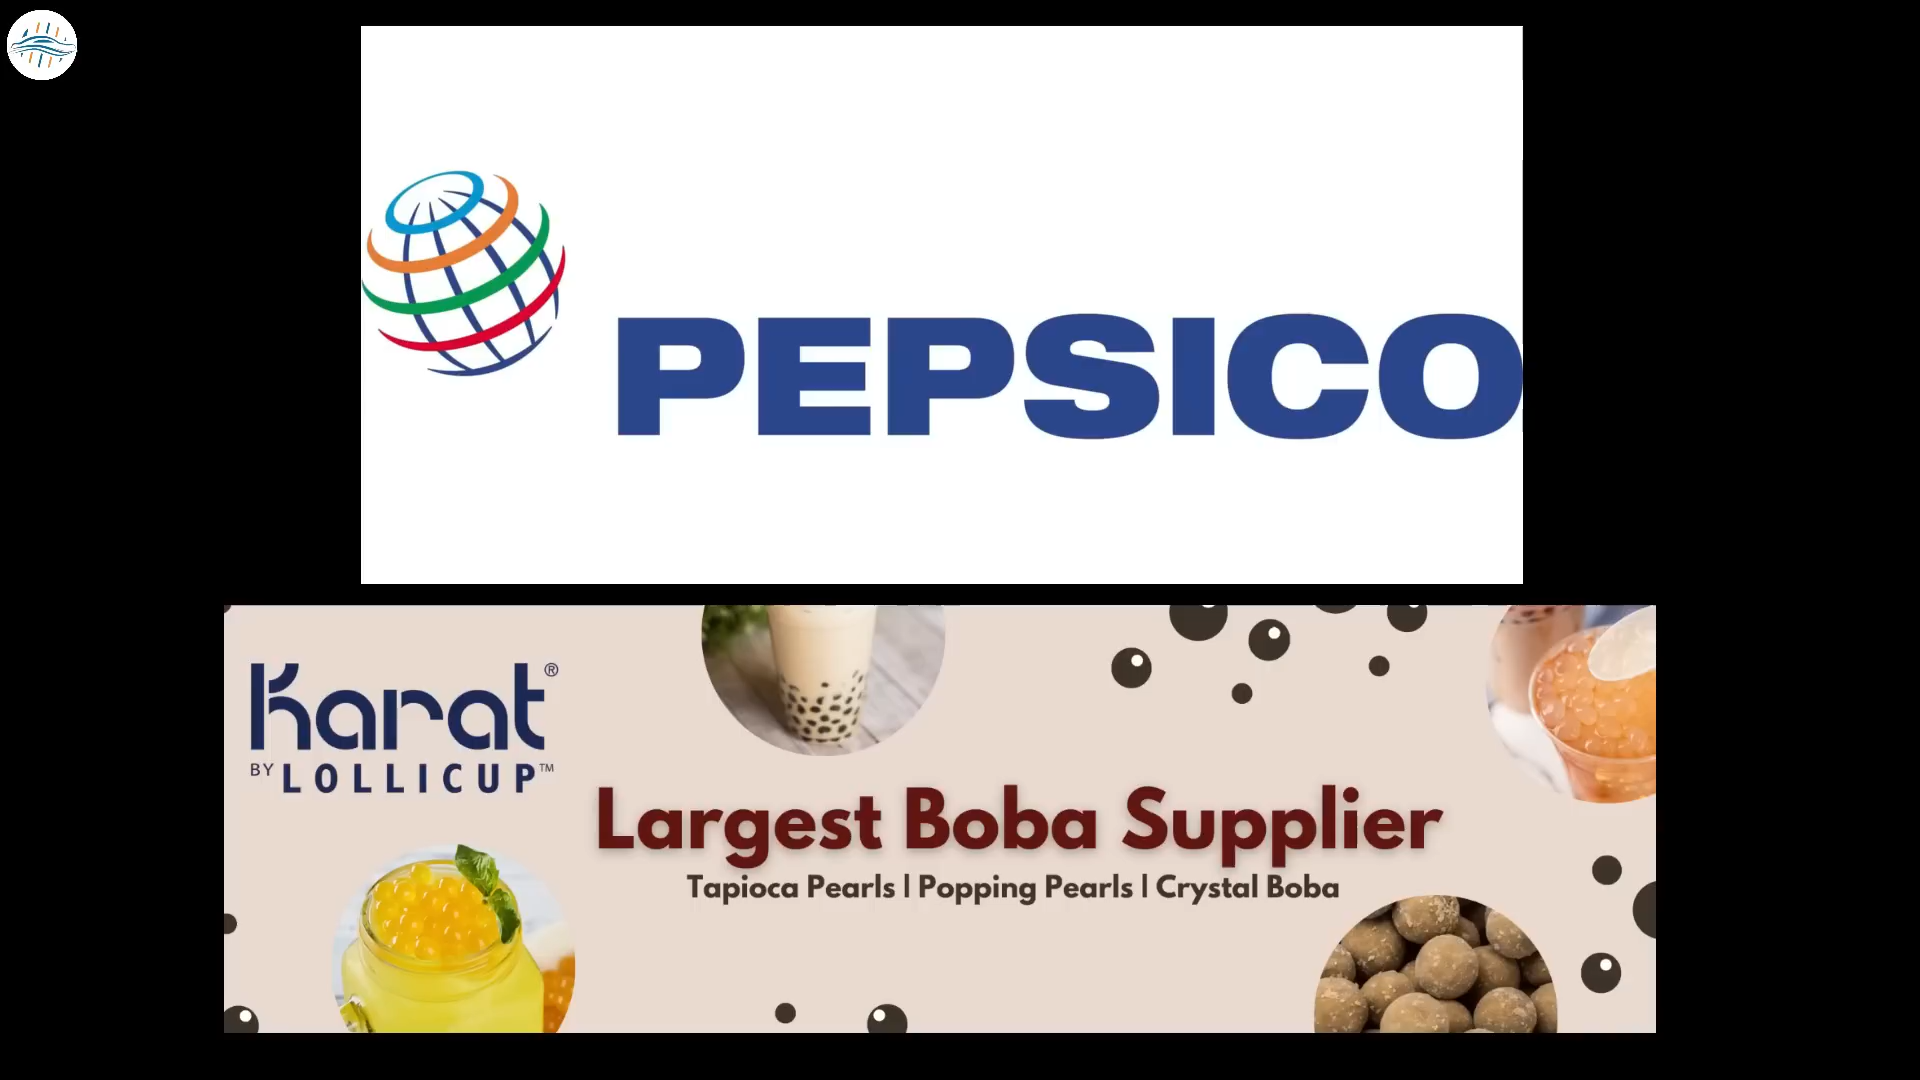 PEPSICO
Karat®
BY LOLLICUP™
Largest Boba Supplier
Tapioca Pearls | Popping Pearls | Crystal Boba